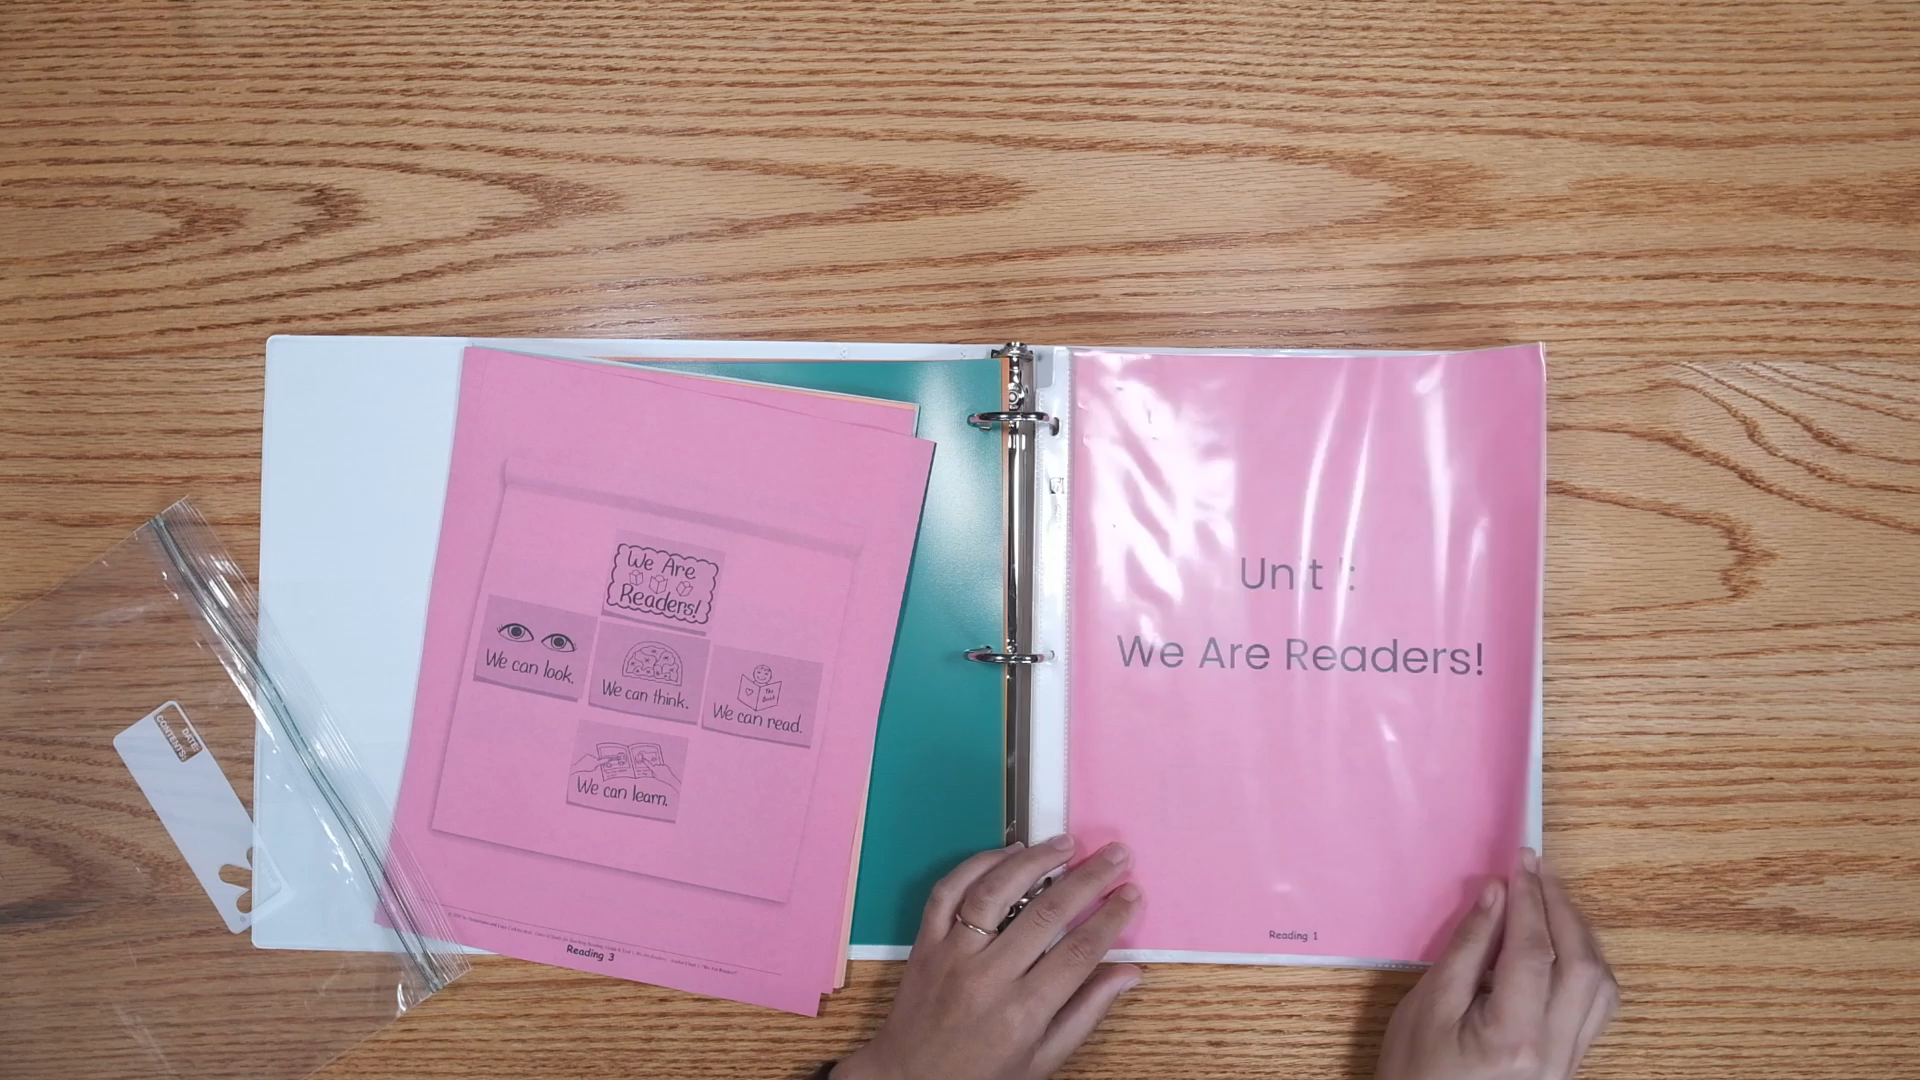 We Are
Readers!
We can look.
We can think.
We can read.
We can learn.
Reading 3
Unit 1:
We Are Readers!
Reading 1
DATE:
CONTENTS: